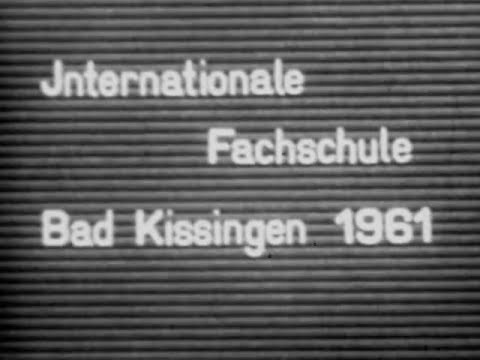 Jnternationale
Fachschule
Bad Kissingen 1961